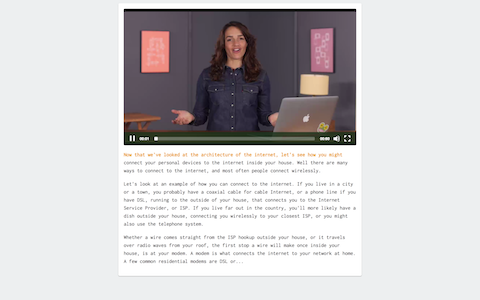 00:01
00:00
Now that we've looked at the architecture of the internet, let's see how you might
connect your personal devices to the internet inside your house. Well there are many
ways to connect to the internet, and most often people connect wirelessly.
Let's look at an example of how you can connect to the internet. If you live in a city
or a town, you probably have a coaxial cable for cable Internet, or a phone line if you
have DSL, running to the outside of your house, that connects you to the Internet
Service Provider, or ISP. If you live far out in the country, you'll more likely have a
dish outside your house, connecting you wirelessly to your closest ISP, or you might
also use the telephone system.
Whether a wire comes straight from the ISP hookup outside your house, or it travels
over radio waves from your roof, the first stop a wire will make once inside your
house, is at your modem. A modem is what connects the internet to your network at home.
A few common residential modems are DSL or...